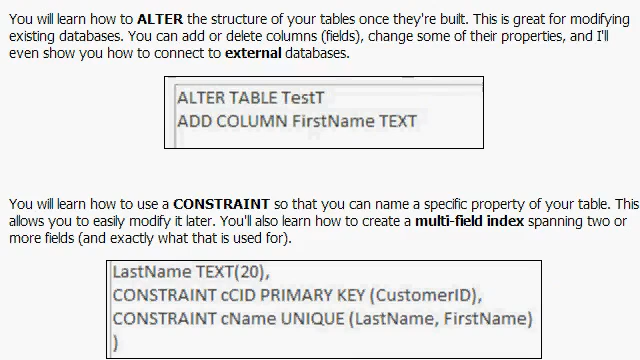 You will learn how to ALTER the structure of your tables once they're built. This is great for modifying
existing databases. You can add or delete columns (fields), change some of their properties, and I'll
even show you how to connect to external databases.
ALTER TABLE TestT
ADD COLUMN FirstName TEXT
You will learn how to use a CONSTRAINT so that you can name a specific property of your table. This
allows you to easily modify it later. You'll also learn how to create a multi-field index spanning two or
more fields (and exactly what that is used for).
LastName TEXT(20),
CONSTRAINT cCID PRIMARY KEY (CustomerID),
CONSTRAINT cName UNIQUE (LastName, FirstName)
)